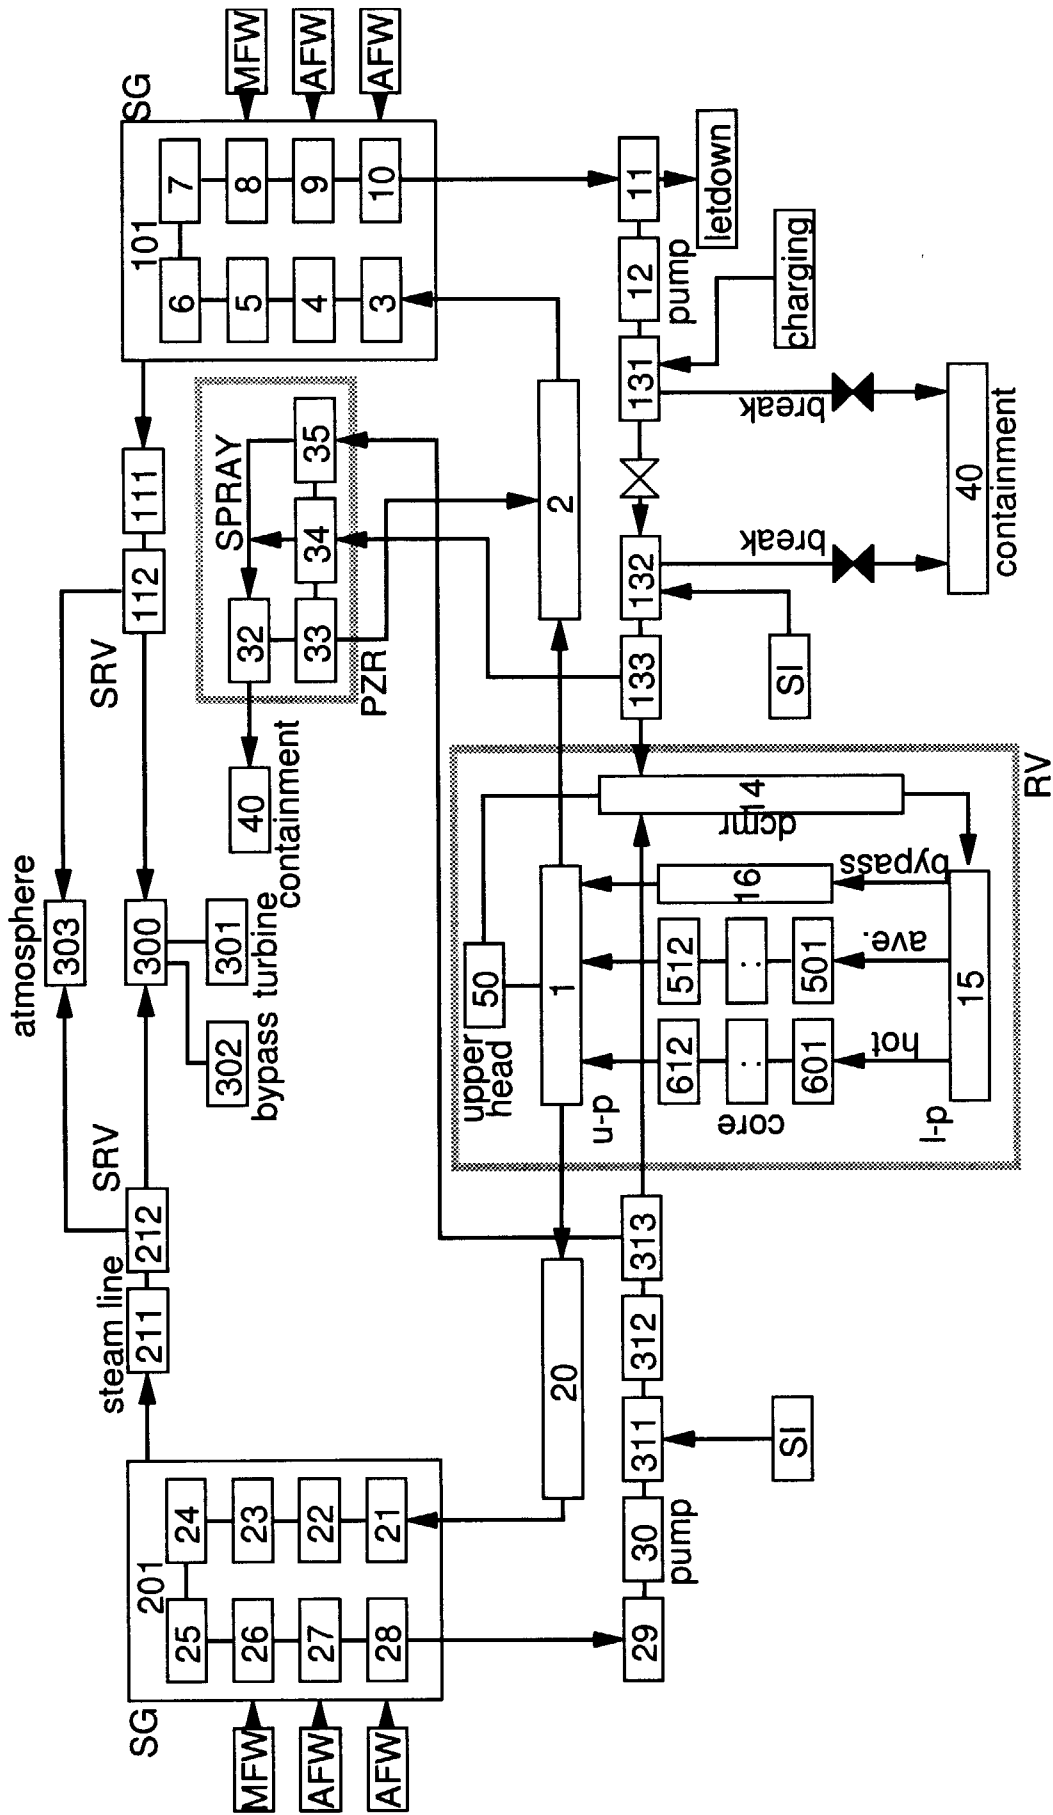 SG
201
MFW
AFW
AFW
25
26
27
28
24
23
22
21
steam line
211
212
SRV
atmosphere
303
300
302
301
bypass turbine
SRV
112
111
SG
101
6
5
4
3
7
8
9
10
MFW
AFW
AFW
40
containment
SPRAY
32
33
34
35
PZR
20
2
29
30
pump
311
312
313
SI
upper
head
50
u-p
1
612
:
601
hot
core
512
:
501
ave.
16
bypass
14
dcmr
15
l-p
RV
133
132
131
12
pump
11
letdown
charging
SI
break
break
40
containment